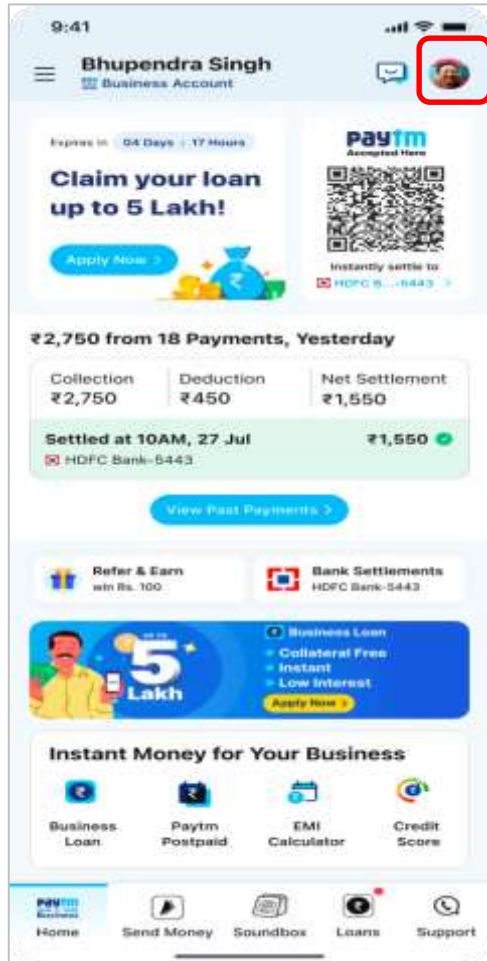 9:41
Bhupendra Singh
Business Account
Expires in 04 Days : 17 Hours
Claim your loan
up to 5 Lakh!
Apply Now >
paytm
Accepted Here
Instantly settle to
HDFC B...-5443 >
₹2,750 from 18 Payments, Yesterday
Collection Deduction Net Settlement
₹2,750 ₹450 ₹1,550
Settled at 10AM, 27 Jul ₹1,550
HDFC Bank-5443
View Past Payments >
Refer & Earn
win Rs. 100
Bank Settlements
HDFC Bank-5443
5
Lakh
Business Loan
Collateral Free
Instant
Low Interest
Apply Now >
Instant Money for Your Business
Business Loan
Paytm Postpaid
EMI Calculator
Credit Score
paytm Business
Home Send Money Soundbox Loans Support